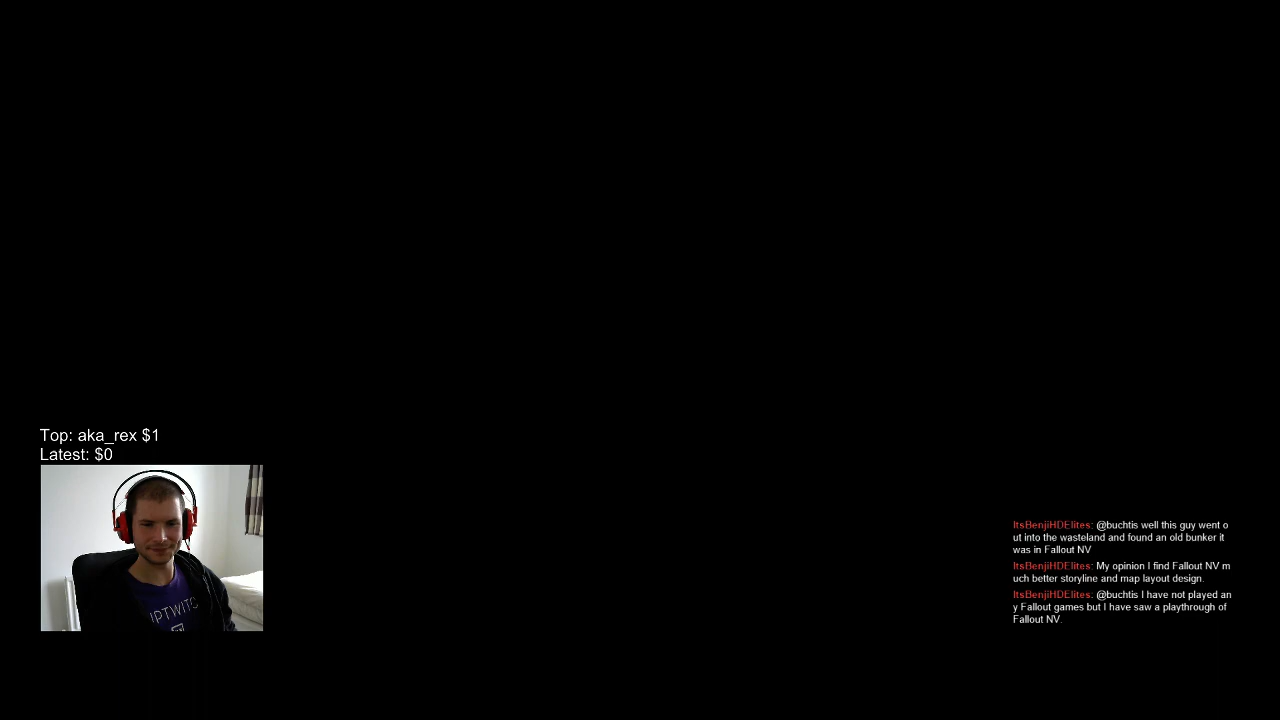 Top: aka_rex $1
Latest: $0
IPTWITC
ItsBenjiHDElites: @buchtis well this guy went o
ut into the wasteland and found an old bunker it
was in Fallout NV
ItsBenjiHDElites: My opinion I find Fallout NV m
uch better storyline and map layout design.
ItsBenjiHDElites: @buchtis I have not played an
y Fallout games but I have saw a playthrough of
Fallout NV.